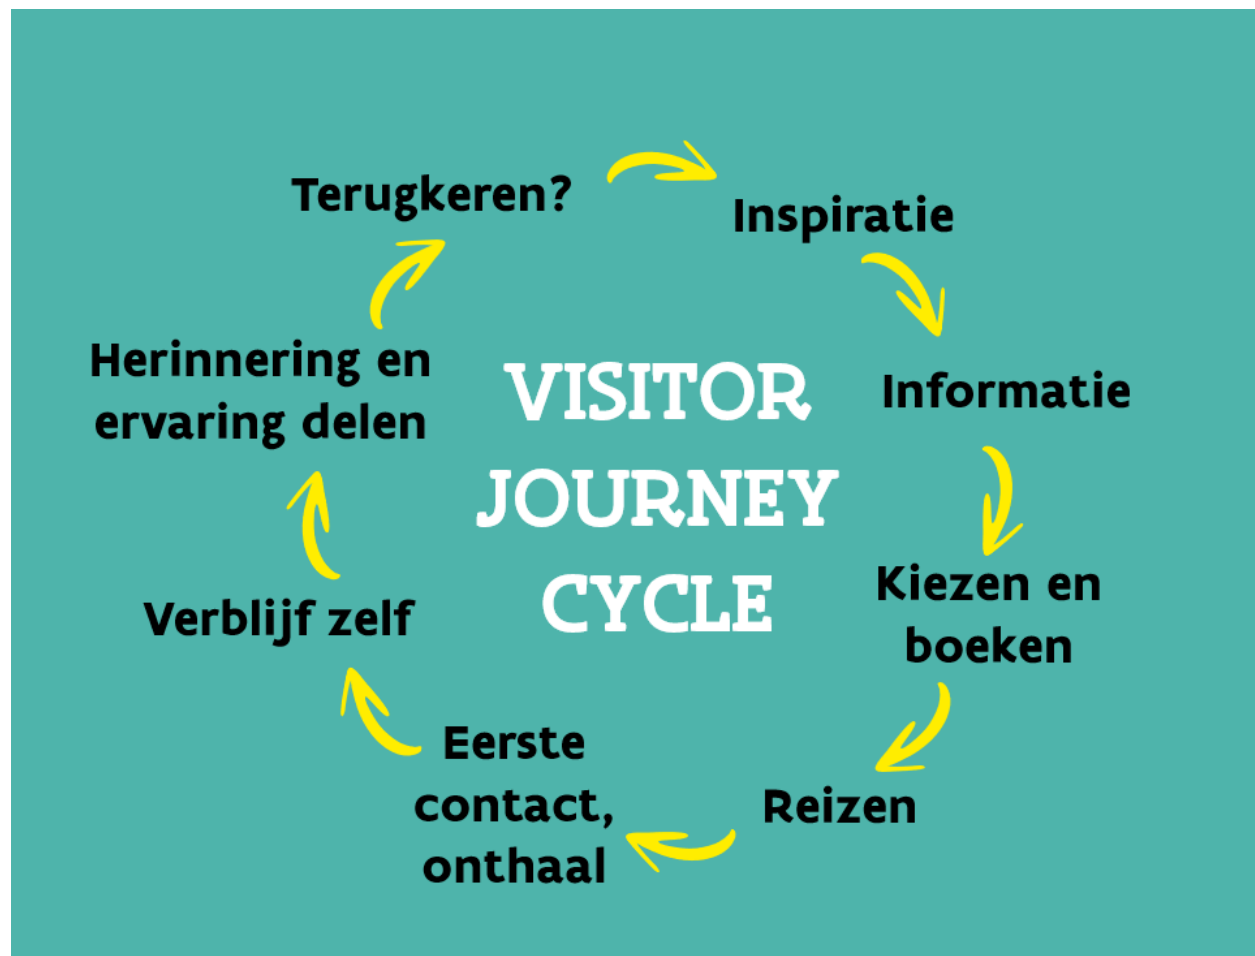 Terugkeren?
Inspiratie
Informatie
Kiezen en
boeken
Reizen
Eerste
contact,
onthaal
Verblijf zelf
Herinnering en
ervaring delen
VISITOR
JOURNEY
CYCLE